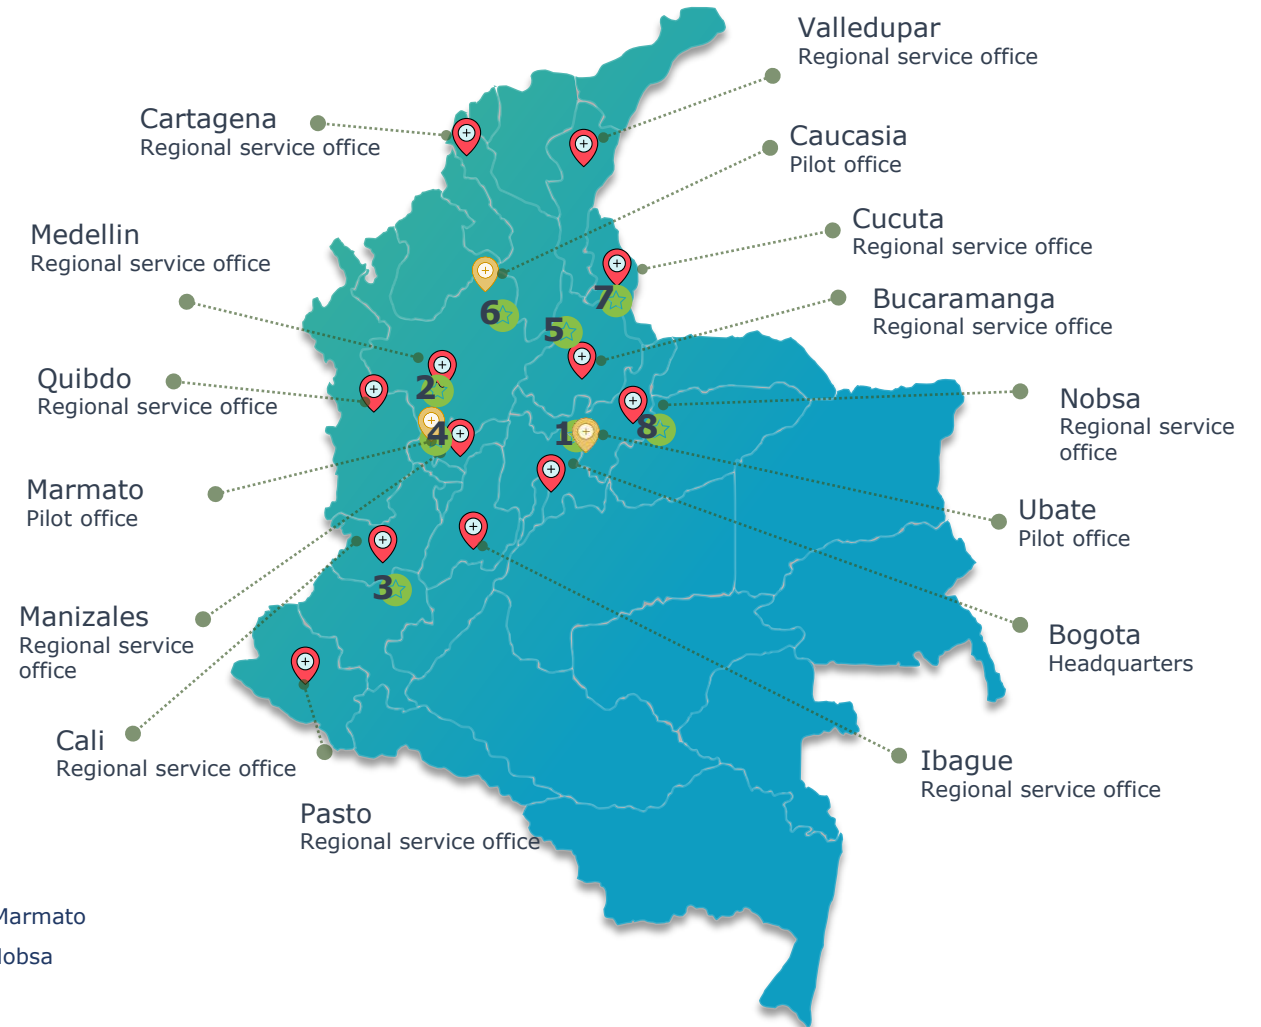 Valledupar
Regional service office
Cartagena
Regional service office
Caucasia
Pilot office
Medellin
Regional service office
Cucuta
Regional service office
Bucaramanga
Regional service office
7
6
5
Quibdo
Regional service office
2
Nobsa
Regional service
office
4
1
8
Marmato
Pilot office
Ubate
Pilot office
3
Manizales
Regional service
office
Bogota
Headquarters
Cali
Regional service office
Ibague
Regional service office
Pasto
Regional service office
Marmato